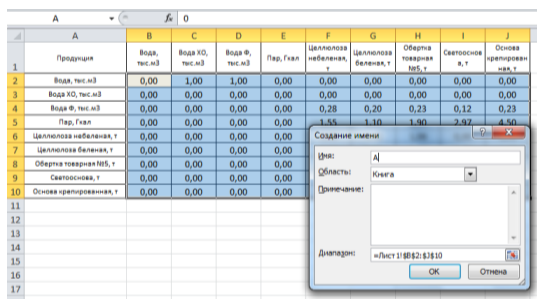 A fx 0
A B C D E F G H I J
1 Продукция Вода, тыс.м3 Вода ХО, тыс.м3 Вода Ф, тыс.м3 Пар, Гкал Целлюлоза небеленая, т Целлюлоза беленая, т Обертка товарная №5, т Светооснова, т Основа крепированная, т
2 Вода, тыс.м3 0,00 1,00 1,00 0,00 0,00 0,00 0,00 0,00 0,00
3 Вода ХО, тыс.м3 0,00 0,00 0,00 0,00 0,00 0,00 0,00 0,00 0,00
4 Вода Ф, тыс.м3 0,00 0,00 0,00 0,00 0,28 0,20 0,23 0,12 0,23
5 Пар, Гкал 0,00 0,00 0,00 0,00 1,55 1,10 1,90 2,97 4,50
6 Целлюлоза небеленая, т 0,00 0,00 0,00 0,00
7 Целлюлоза беленая, т 0,00 0,00 0,00 0,00
8 Обертка товарная №5, т 0,00 0,00 0,00 0,00
9 Светооснова, т 0,00 0,00 0,00 0,00
10 Основа крепированная, т 0,00 0,00 0,00 0,00
11
12
13
14
15
16
17
Создание имени
Имя: A
Область: Книга
Примечание:
Диапазон: =Лист1!$B$2:$J$10
ОК Отмена